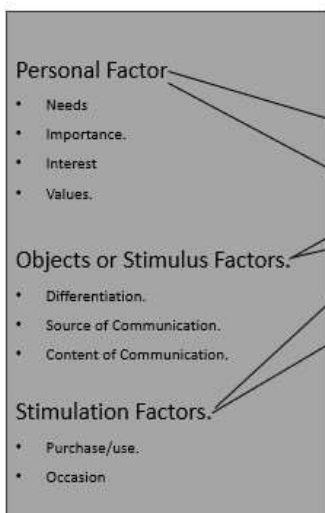 Personal Factor
• Needs
• Importance.
• Interest
• Values.
Objects or Stimulus Factors.
• Differentiation.
• Source of Communication.
• Content of Communication.
Stimulation Factors.
• Purchase/use.
• Occasion